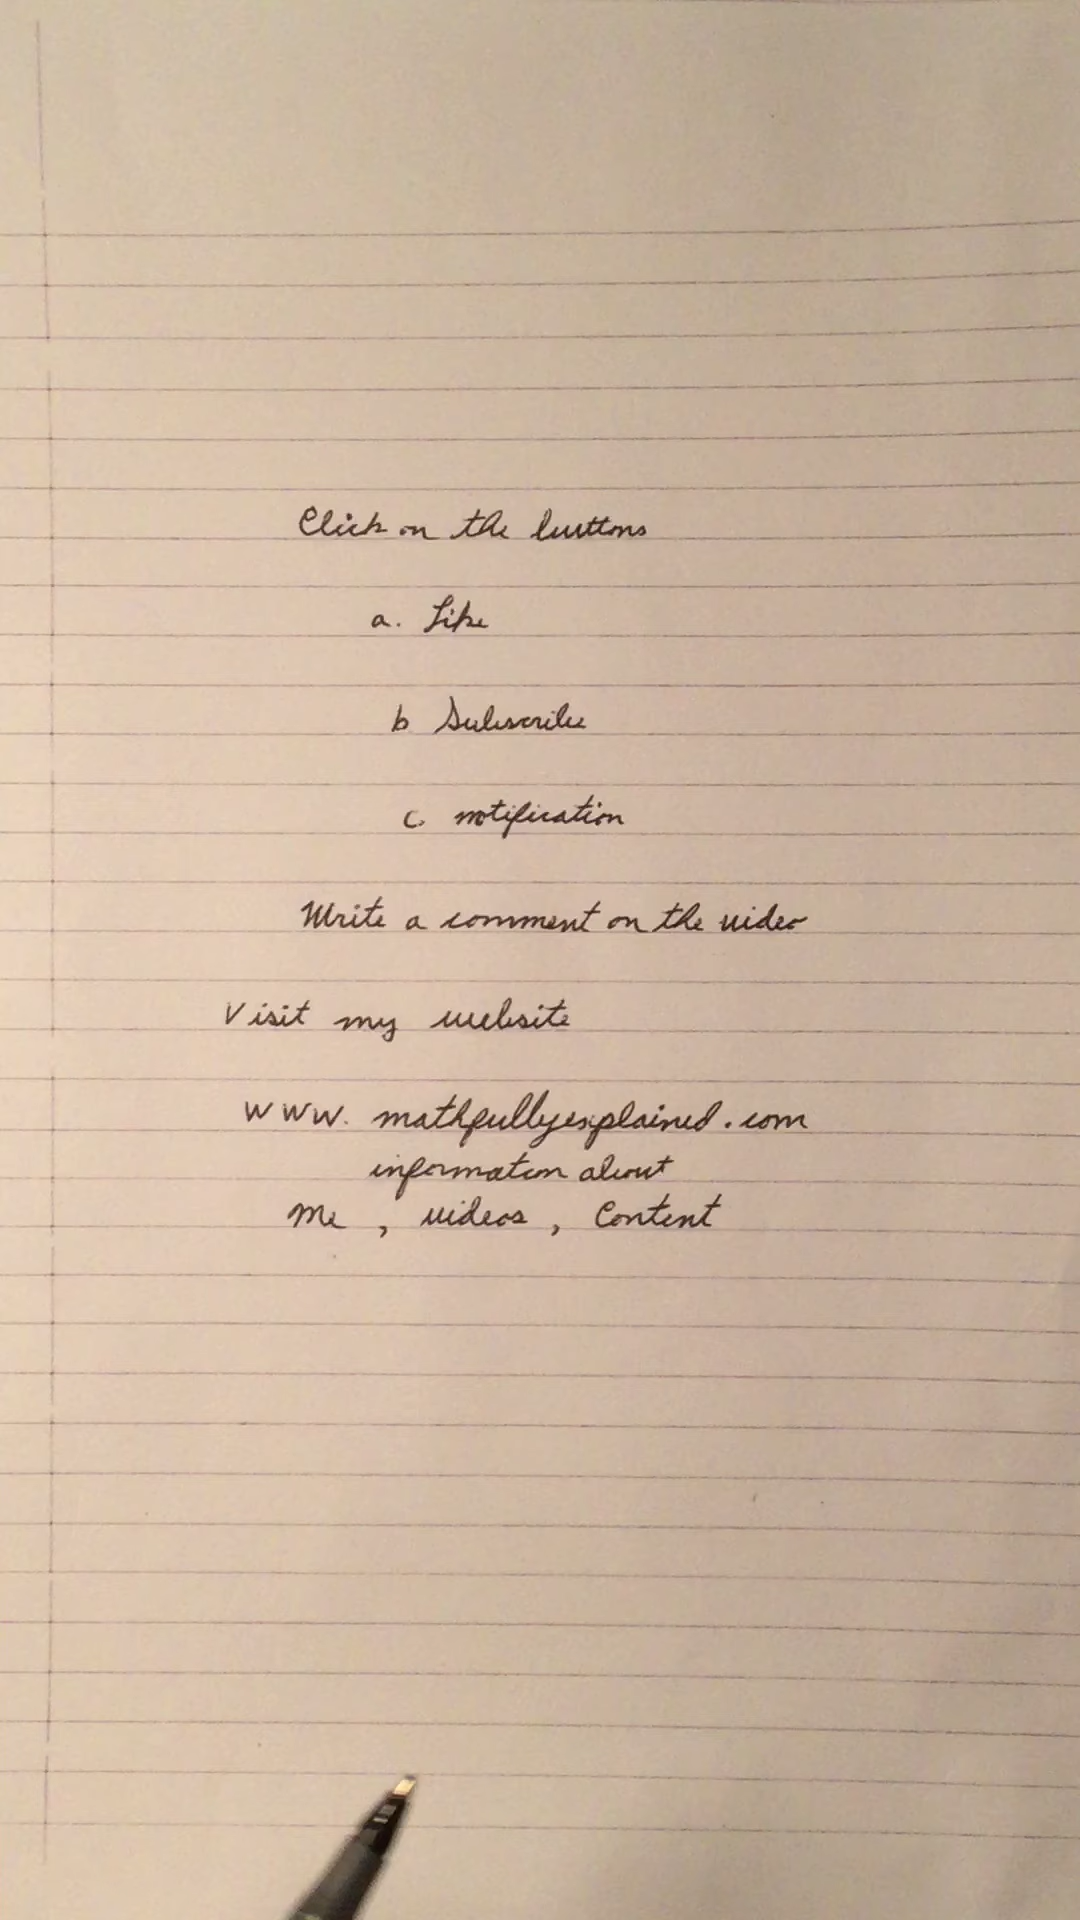 Click on the buttons
a. Like
b Subscribe
c. notification
Write a comment on the video
Visit my website
www. mathfullyexplained.com
information about
Me , videos , Content